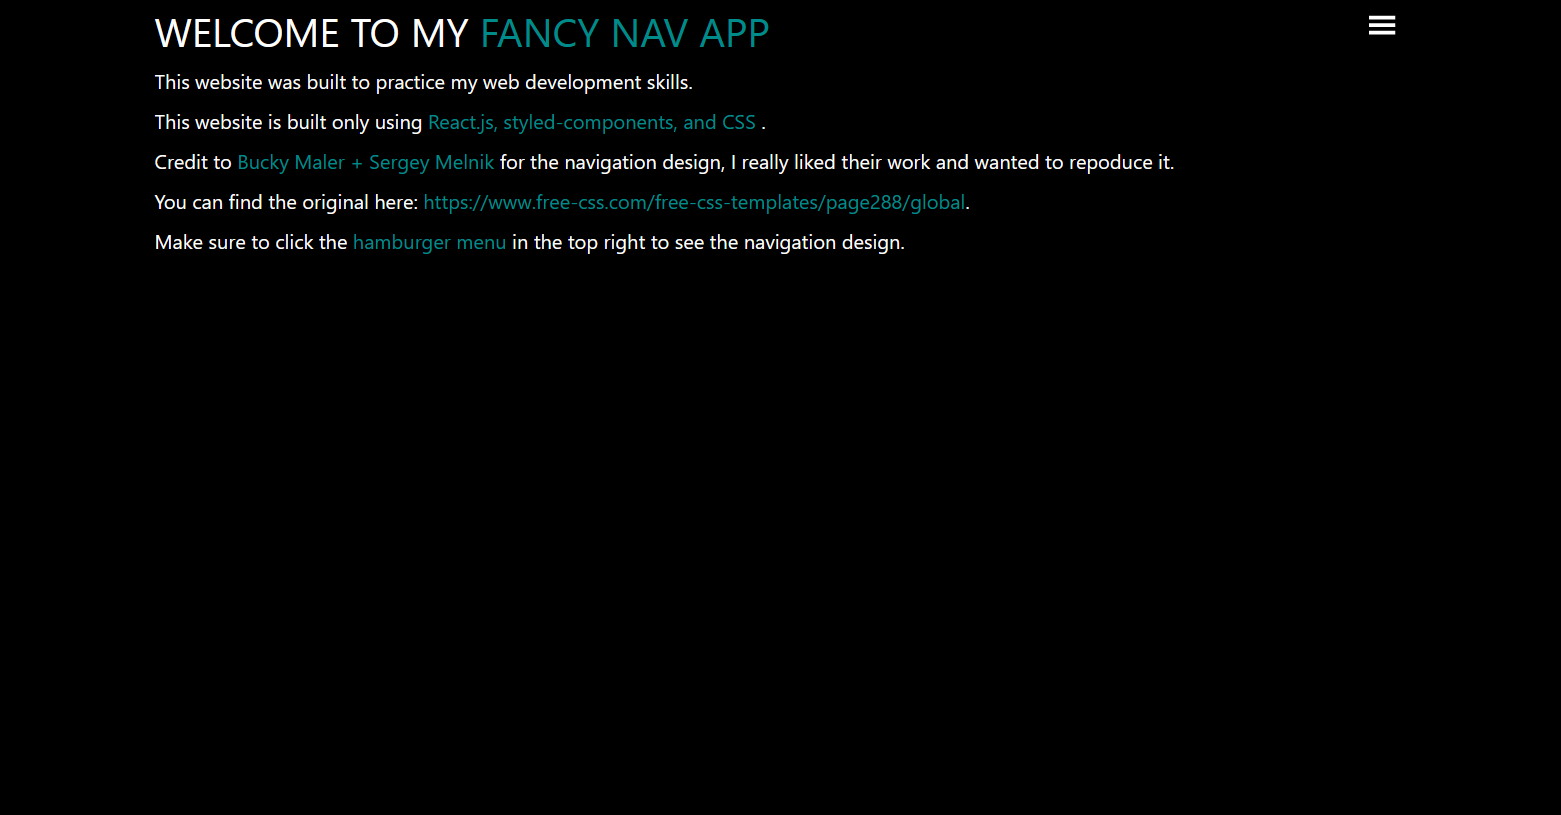 WELCOME TO MY FANCY NAV APP
This website was built to practice my web development skills.
This website is built only using React.js, styled-components, and CSS .
Credit to Bucky Maler + Sergey Melnik for the navigation design, I really liked their work and wanted to repoduce it.
You can find the original here: https://www.free-css.com/free-css-templates/page288/global.
Make sure to click the hamburger menu in the top right to see the navigation design.